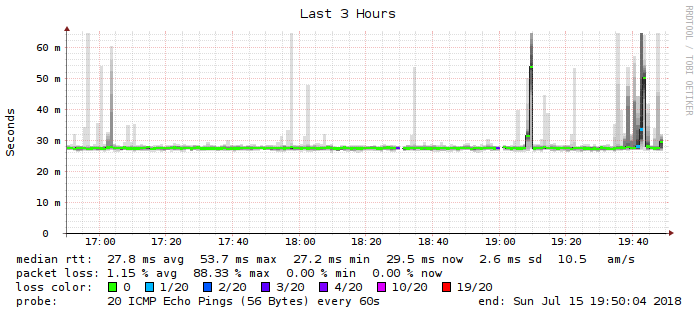 Last 3 Hours
RRDTOOL / TOBI OETIKER
Seconds
60 m
50 m
40 m
30 m
20 m
10 m
0
17:00 17:20 17:40 18:00 18:20 18:40 19:00 19:20 19:40
median rtt: 27.8 ms avg 53.7 ms max 27.2 ms min 29.5 ms now 2.6 ms sd 10.5 am/s
packet loss: 1.15 % avg 88.33 % max 0.00 % min 0.00 % now
loss color: 0 1/20 2/20 3/20 4/20 10/20 19/20
probe: 20 ICMP Echo Pings (56 Bytes) every 60s end: Sun Jul 15 19:50:04 2018